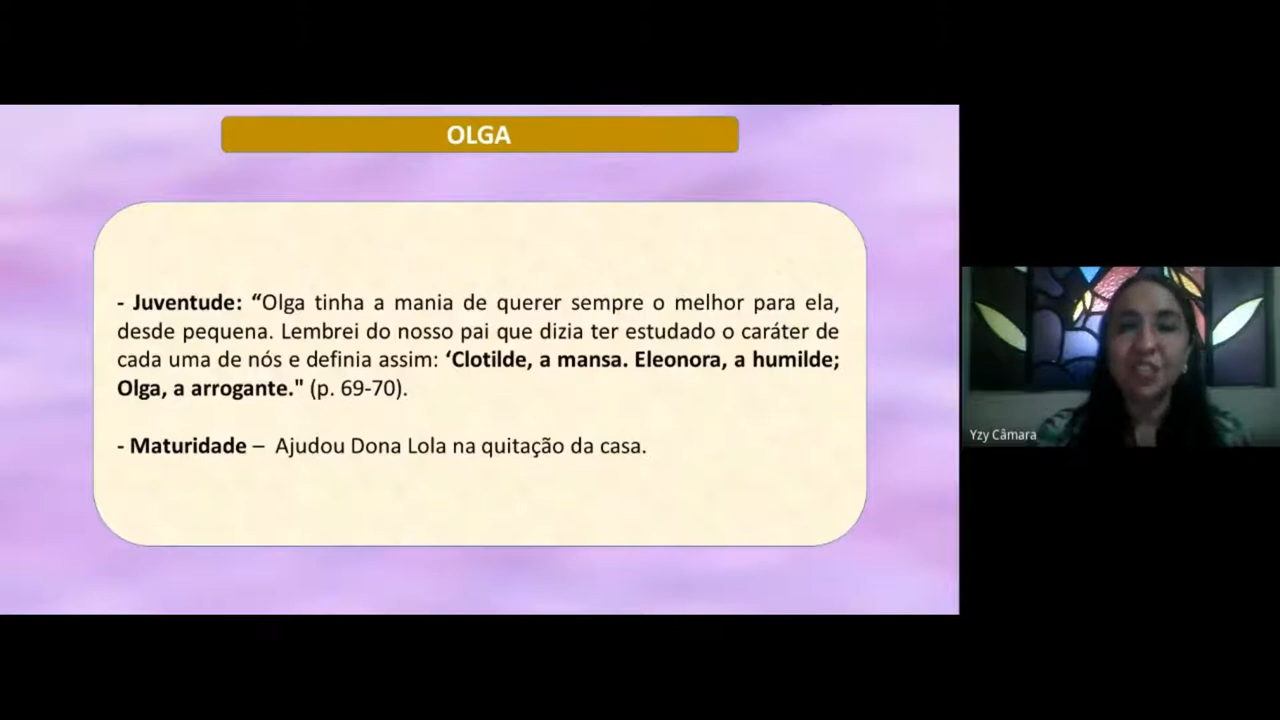 OLGA
- Juventude: “Olga tinha a mania de querer sempre o melhor para ela,
desde pequena. Lembrei do nosso pai que dizia ter estudado o caráter de
cada uma de nós e definia assim: ‘Clotilde, a mansa. Eleonora, a humilde;
Olga, a arrogante." (p. 69-70).
- Maturidade – Ajudou Dona Lola na quitação da casa.
Yzy Câmara